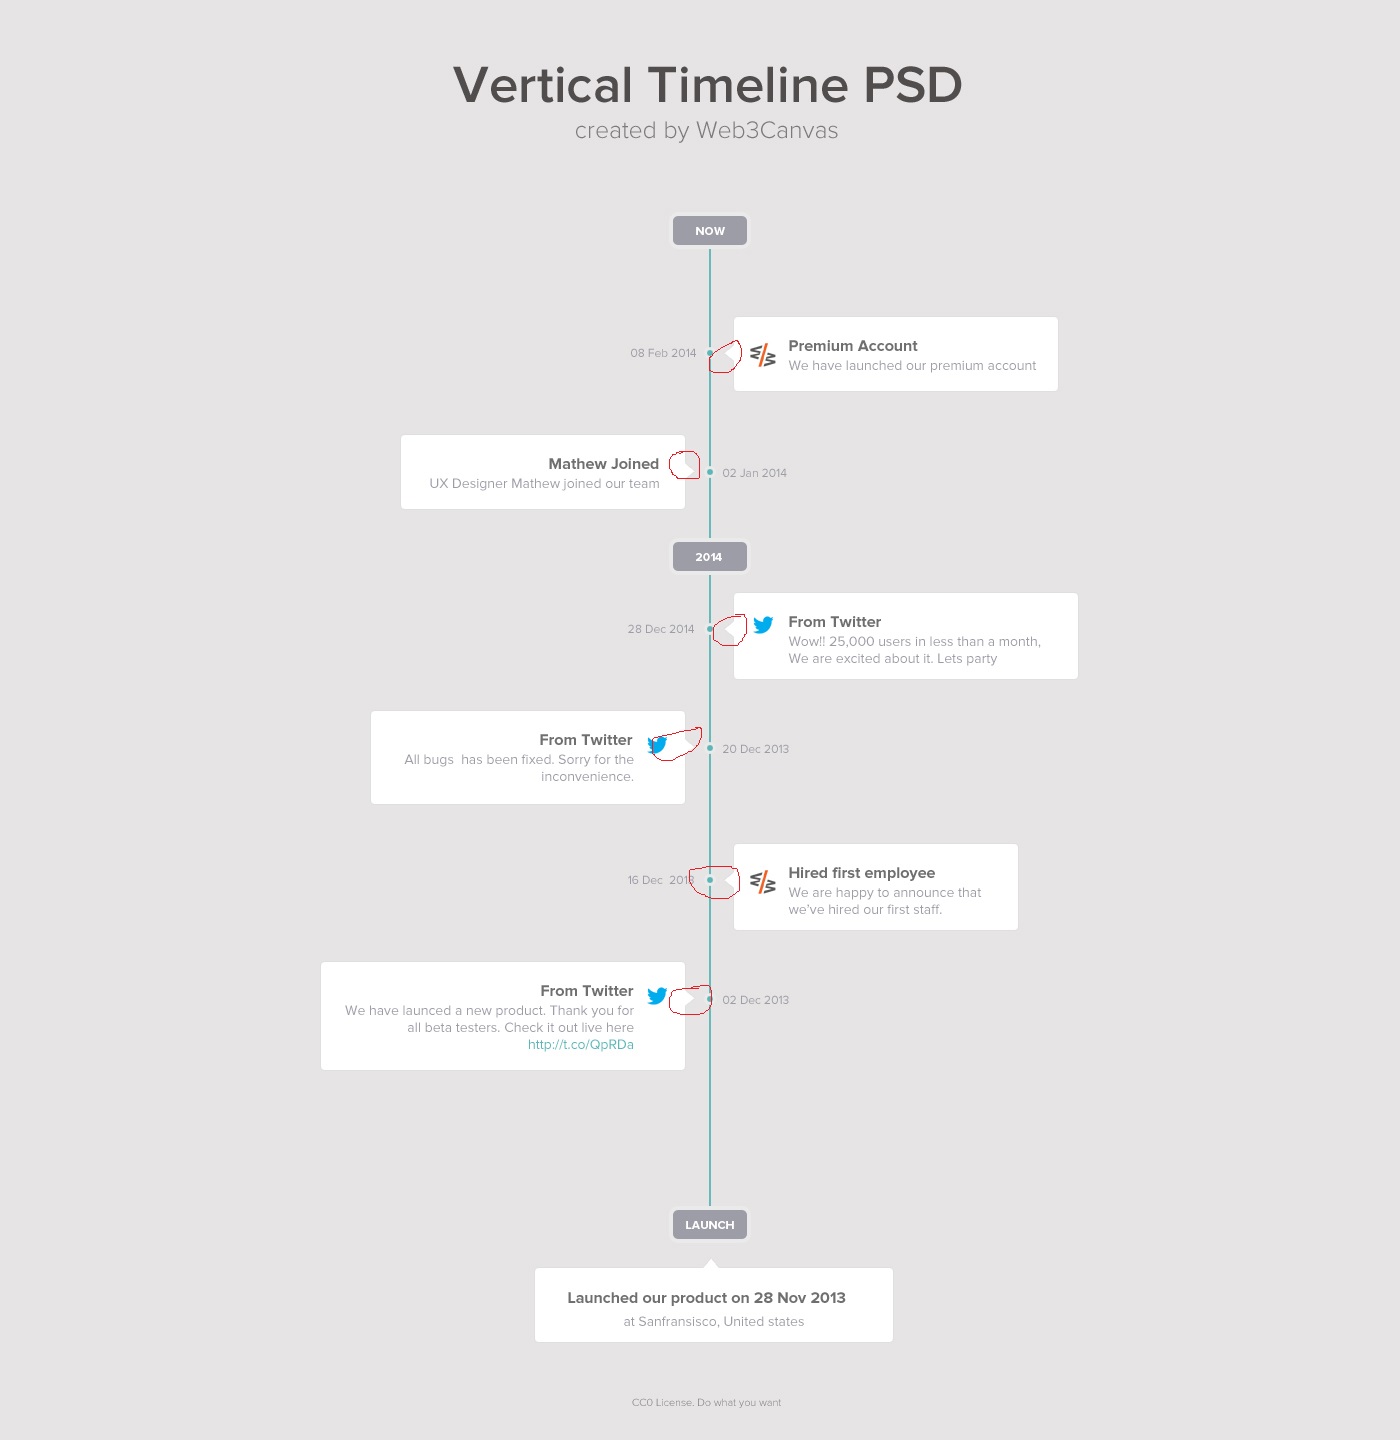 Vertical Timeline PSD
created by Web3Canvas
NOW
08 Feb 2014
Premium Account
We have launched our premium account
Mathew Joined
UX Designer Mathew joined our team
02 Jan 2014
2014
28 Dec 2014
From Twitter
Wow!! 25,000 users in less than a month,
We are excited about it. Lets party
From Twitter
All bugs  has been fixed. Sorry for the
inconvenience.
20 Dec 2013
16 Dec  2013
Hired first employee
We are happy to announce that
we've hired our first staff.
From Twitter
We have launced a new product. Thank you for
all beta testers. Check it out live here
http://t.co/QpRDa
02 Dec 2013
LAUNCH
Launched our product on 28 Nov 2013
at Sanfransisco, United states
CC0 License. Do what you want